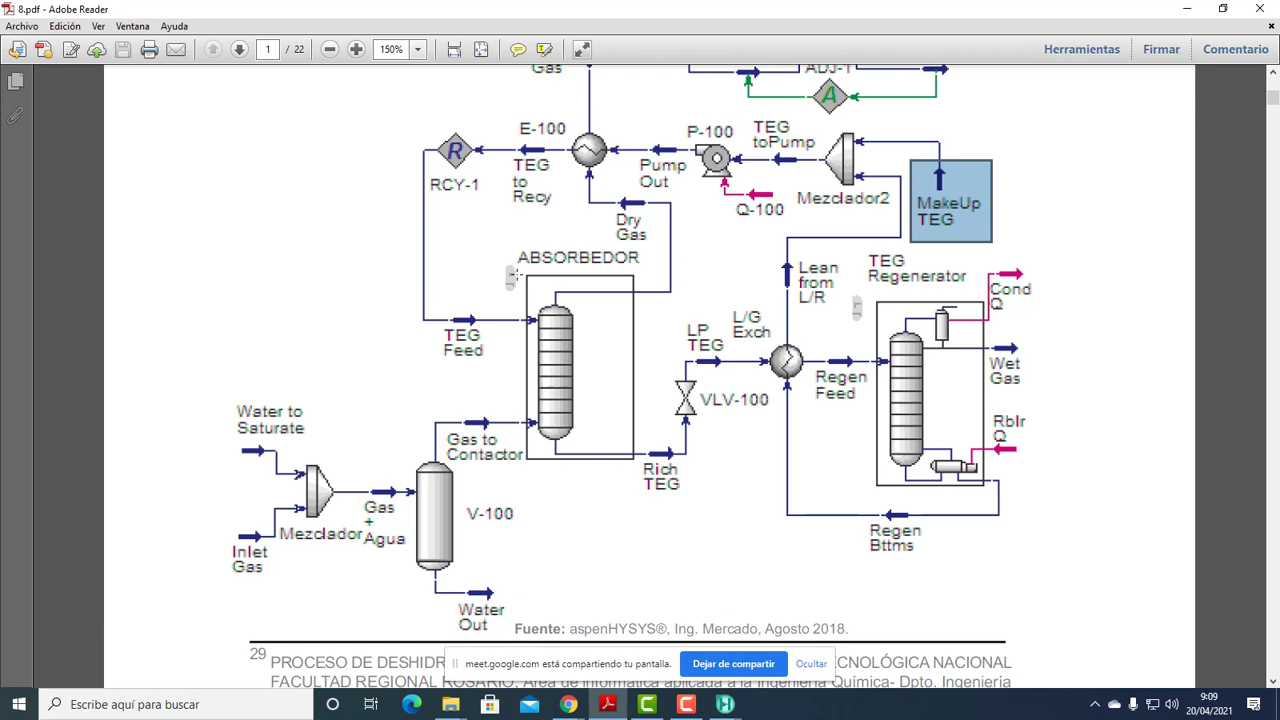 8.pdf - Adobe Reader
Archivo Edición Ver Ventana Ayuda
1 / 22
150%
Herramientas Firmar Comentario
Gas
ADJ-1
A
E-100
P-100
TEG
toPump
R
RCY-1
TEG
to
Recy
Pump
Out
Q-100
Mezclador2
MakeUp
TEG
Dry
Gas
ABSORBEDOR
TEG
Regenerator
Lean
from
L/R
Cond
Q
TEG
Feed
LP
TEG
L/G
Exch
Wet
Gas
Regen
Feed
VLV-100
Water to
Saturate
Rblr
Q
Gas to
Contactor
Rich
TEG
V-100
Mezclador
Gas
+
Agua
Inlet
Gas
Regen
Bttms
Water
Out
Fuente: aspenHYSYS®, Ing. Mercado, Agosto 2018.
29 PROCESO DE DESHIDR
CNOLÓGICA NACIONAL
meet.google.com está compartiendo tu pantalla. Dejar de compartir Ocultar
FACULTAD REGIONAL ROSARIO, Área de informática aplicada a la Ingeniería Química- Dpto. Ingeniería
Escribe aquí para buscar
9:09
20/04/2021